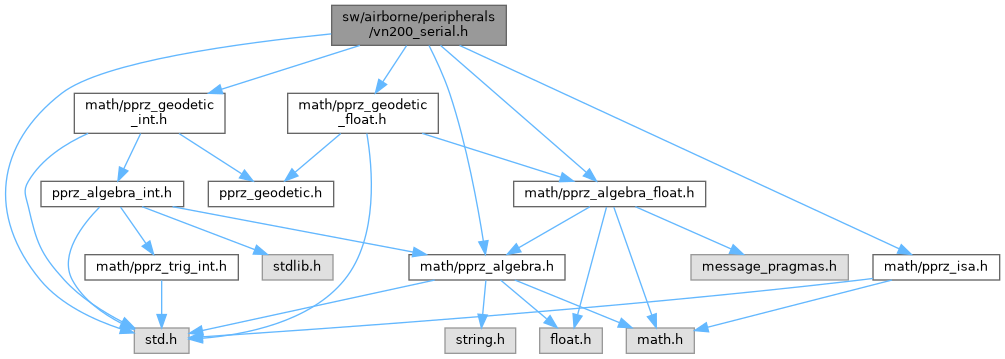 sw/airborne/peripherals
/vn200_serial.h
math/pprz_geodetic
_int.h
math/pprz_geodetic
_float.h
pprz_algebra_int.h
pprz_geodetic.h
math/pprz_algebra_float.h
math/pprz_trig_int.h
stdlib.h
math/pprz_algebra.h
message_pragmas.h
math/pprz_isa.h
std.h
string.h
float.h
math.h